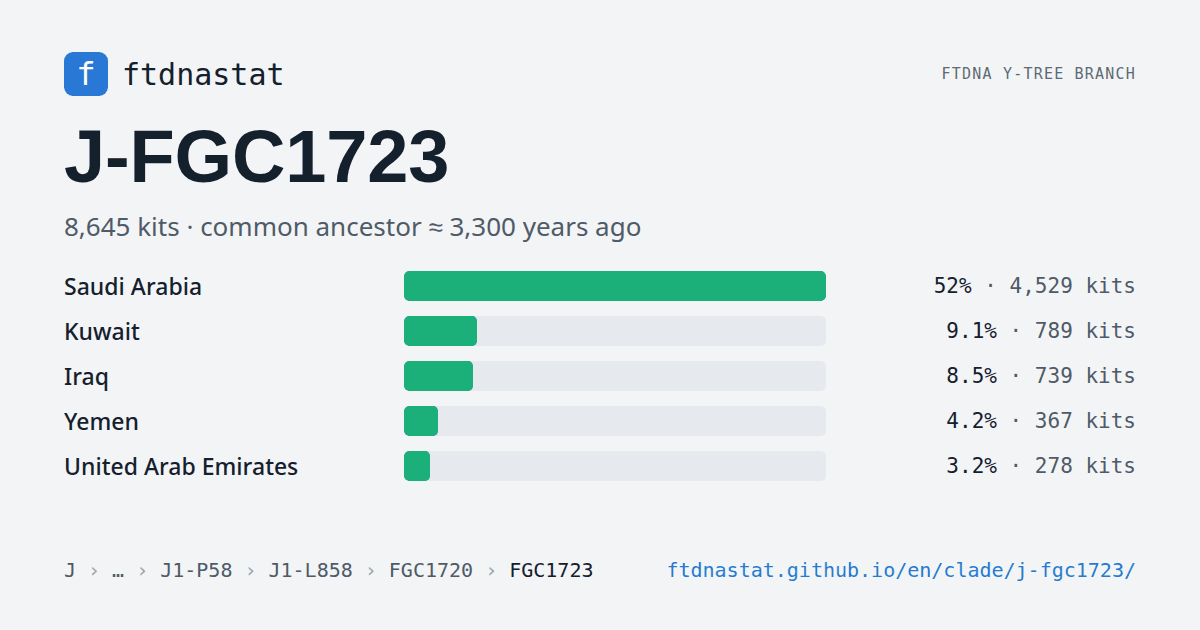 f ftdnastat
FTDNA Y-TREE BRANCH
J-FGC1723
8,645 kits · common ancestor ≈ 3,300 years ago
Saudi Arabia 52% · 4,529 kits
Kuwait 9.1% · 789 kits
Iraq 8.5% · 739 kits
Yemen 4.2% · 367 kits
United Arab Emirates 3.2% · 278 kits
J › … › J1-P58 › J1-L858 › FGC1720 › FGC1723
ftdnastat.github.io/en/clade/j-fgc1723/